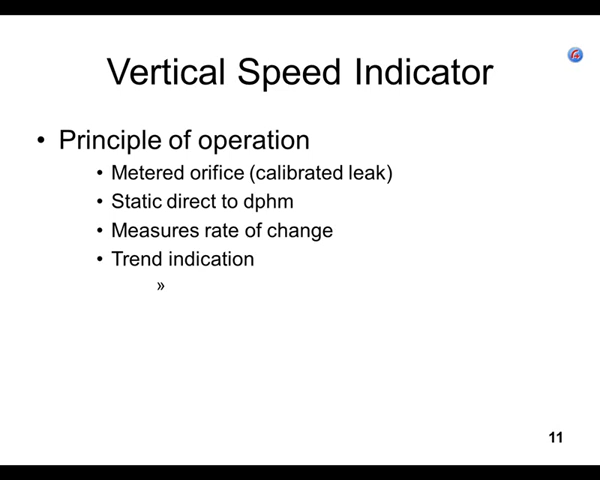 Vertical Speed Indicator
• Principle of operation
• Metered orifice (calibrated leak)
• Static direct to dphm
• Measures rate of change
• Trend indication
»
11